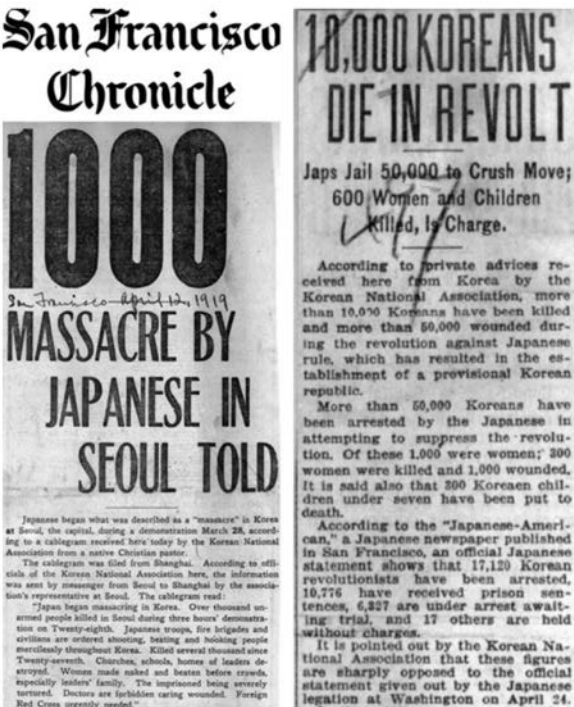 San Francisco
Chronicle
1000
San Francisco—April 12, 1919
MASSACRE BY
JAPANESE IN
SEOUL TOLD
Japanese began what was described as a "massacre" in Korea
at Seoul, the capital, during a demonstration March 28, accord-
ing to a cablegram received here today by the Korean National
Association from a native Christian pastor.
The cablegram was filed from Shanghai. According to offi-
cials of the Korean National Association here, the information
was sent by messenger from Seoul to Shanghai by the associa-
tion's representative at Seoul. The cablegram read:
"Japan began massacring in Korea. Over thousand un-
armed people killed in Seoul during three hours' demonstra-
tion on Twenty-eighth. Japanese troops, fire brigades and
civilians are ordered shooting, beating and hooking people
mercilessly throughout Korea. Killed several thousand since
Twenty-seventh. Churches, schools, homes of leaders de-
stroyed. Women made naked and beaten before crowds,
especially leaders' family. The imprisoned being severely
tortured. Doctors are forbidden caring wounded. Foreign
Red Cross urgently needed."
10,000 KOREANS
DIE IN REVOLT
Japs Jail 50,000 to Crush Move;
600 Women and Children
Killed, Is Charge.
According to private advices re-
ceived here from Korea by the
Korean National Association, more
than 10,000 Koreans have been killed
and more than 50,000 wounded dur-
ing the revolution against Japanese
rule, which has resulted in the es-
tablishment of a provisional Korean
republic.
More than 50,000 Koreans have
been arrested by the Japanese in
attempting to suppress the revolu-
tion. Of these 1,000 were women; 300
women were killed and 1,000 wounded.
It is said also that 300 Koreaen chil-
dren under seven have been put to
death.
According to the "Japanese-Ameri-
can," a Japanese newspaper published
in San Francisco, an official Japanese
statement shows that 17,120 Korean
revolutionists have been arrested,
10,776 have received prison sen-
tences, 6,327 are under arrest await-
ing trial, and 17 others are held
without charges.
It is pointed out by the Korean Na-
tional Association that these figures
are sharply opposed to the official
statement given out by the Japanese
legation at Washington on April 24.